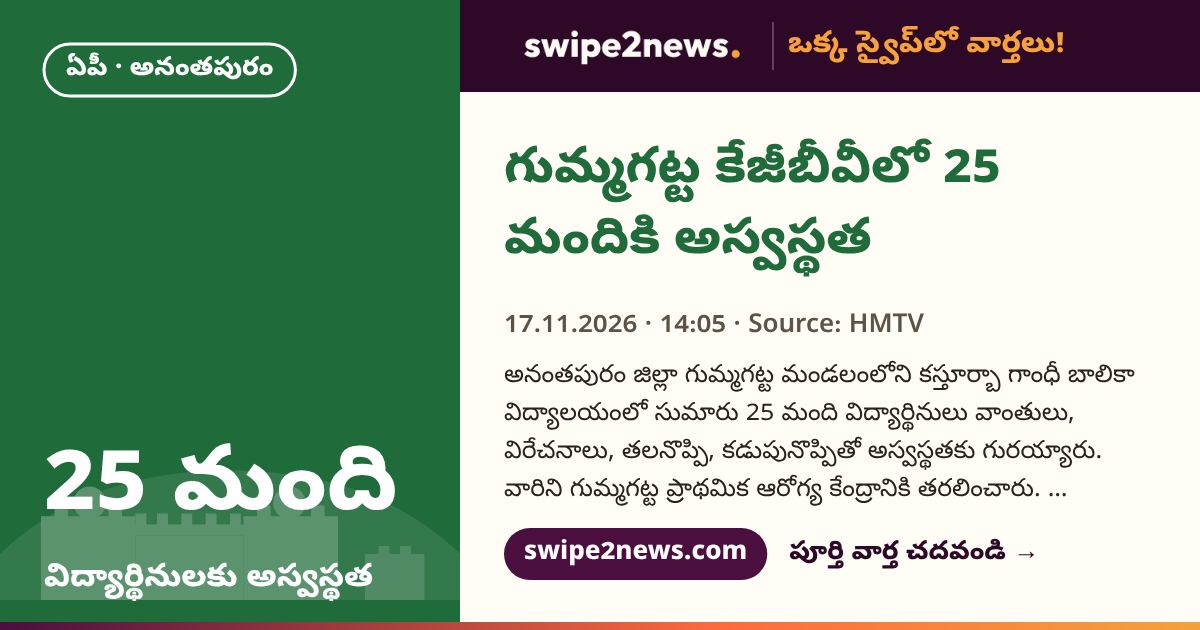 ఏపీ · అనంతపురం
25 మంది
విద్యార్థినులకు అస్వస్థత
swipe2news.
ఒక్క స్వైప్‌లో వార్తలు!
గుమ్మగట్ట కేజీబీవీలో 25
మందికి అస్వస్థత
17.11.2026 · 14:05 · Source: HMTV
అనంతపురం జిల్లా గుమ్మగట్ట మండలంలోని కస్తూర్బా గాంధీ బాలికా
విద్యాలయంలో సుమారు 25 మంది విద్యార్థినులు వాంతులు,
విరేచనాలు, తలనొప్పి, కడుపునొప్పితో అస్వస్థతకు గురయ్యారు.
వారిని గుమ్మగట్ట ప్రాథమిక ఆరోగ్య కేంద్రానికి తరలించారు. ...
swipe2news.com
పూర్తి వార్త చదవండి →